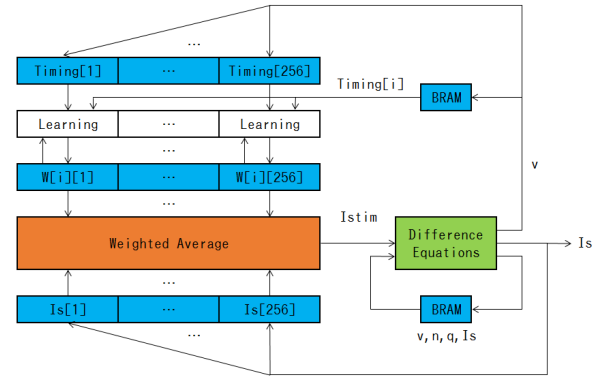 ...
Timing[1] ... Timing[256]
Timing[i]
BRAM
Learning ... Learning
...
W[i][1] ... W[i][256]
v
...
Istim
Weighted Average
Difference
Equations
Is
...
Is[1] ... Is[256]
BRAM
...
v,n,q,Is